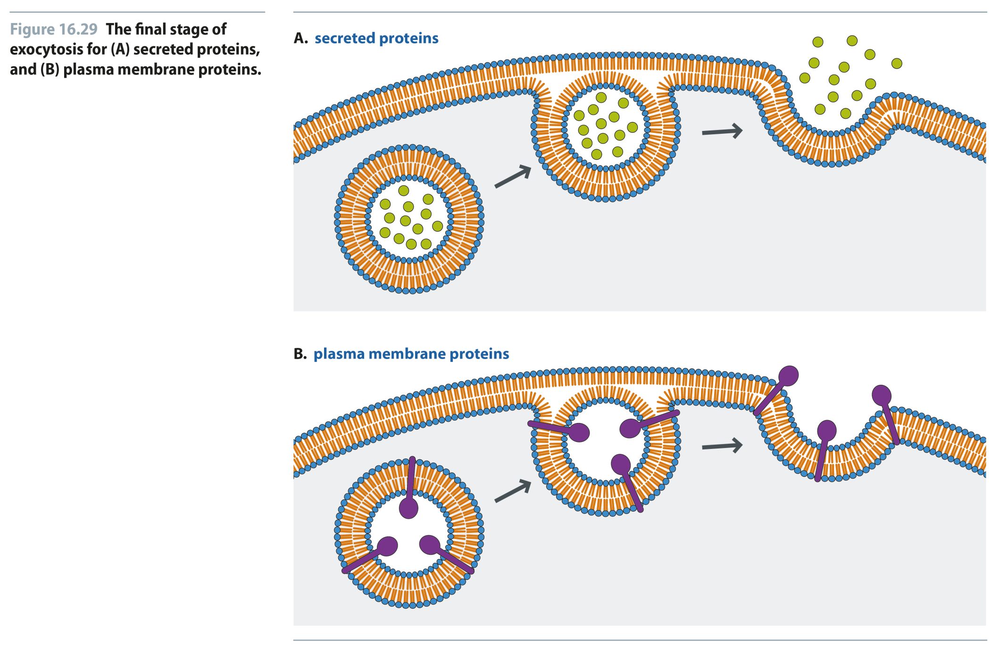 Figure 16.29 The final stage of
exocytosis for (A) secreted proteins,
and (B) plasma membrane proteins.
A. secreted proteins
B. plasma membrane proteins